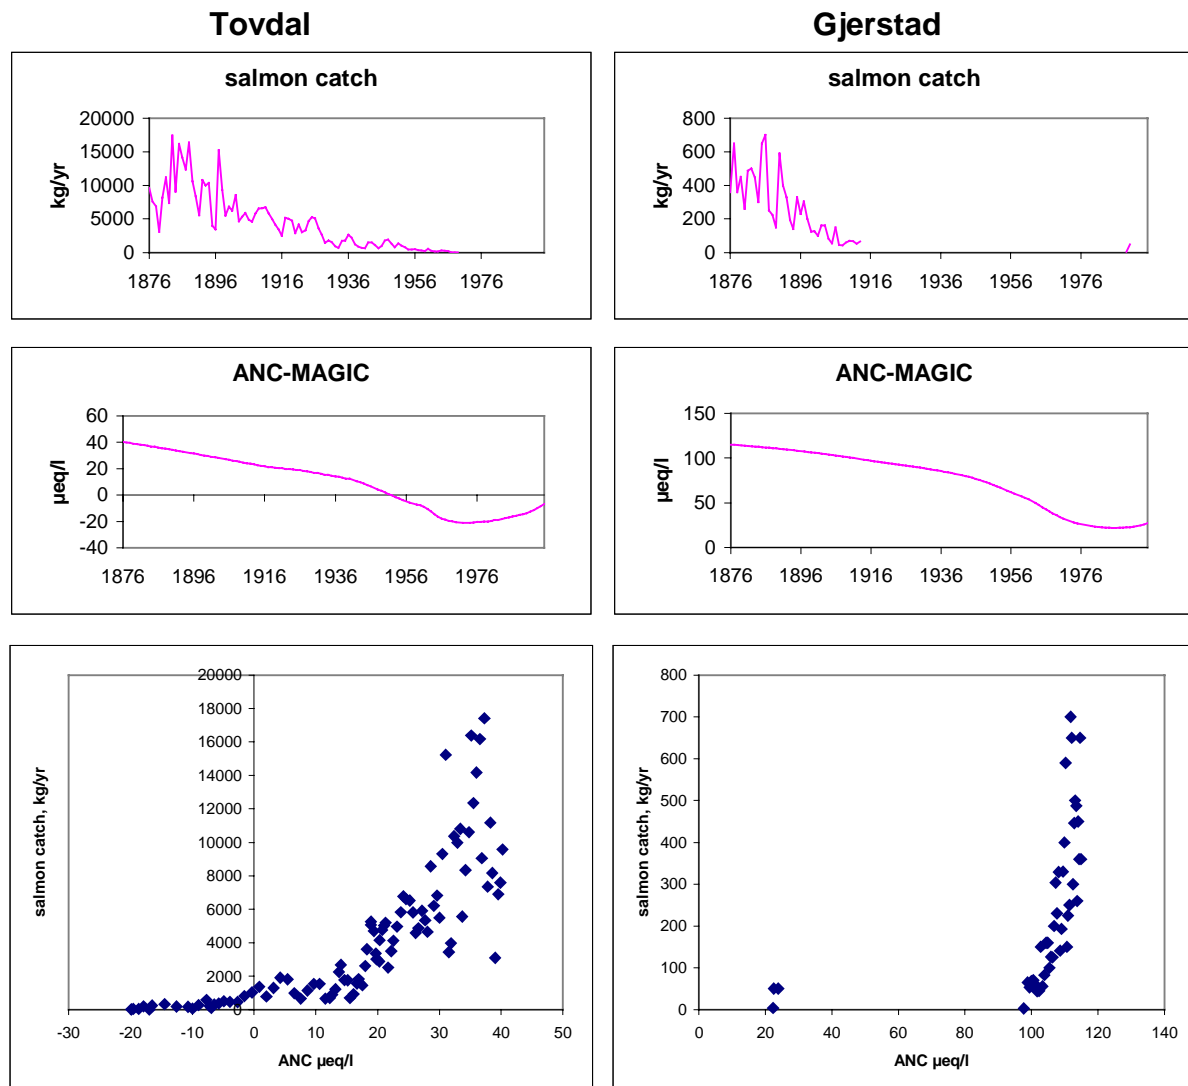 Tovdal
Gjerstad
salmon catch
kg/yr
20000
15000
10000
5000
0
1876 1896 1916 1936 1956 1976
salmon catch
kg/yr
800
600
400
200
0
1876 1896 1916 1936 1956 1976
ANC-MAGIC
µeq/l
60
40
20
0
-20
-40
1876 1896 1916 1936 1956 1976
ANC-MAGIC
µeq/l
150
100
50
0
1876 1896 1916 1936 1956 1976
salmon catch, kg/yr
20000
18000
16000
14000
12000
10000
8000
6000
4000
2000
0
-30 -20 -10 0 10 20 30 40 50
ANC µeq/l
salmon catch, kg/yr
800
700
600
500
400
300
200
100
0
0 20 40 60 80 100 120 140
ANC µeq/l